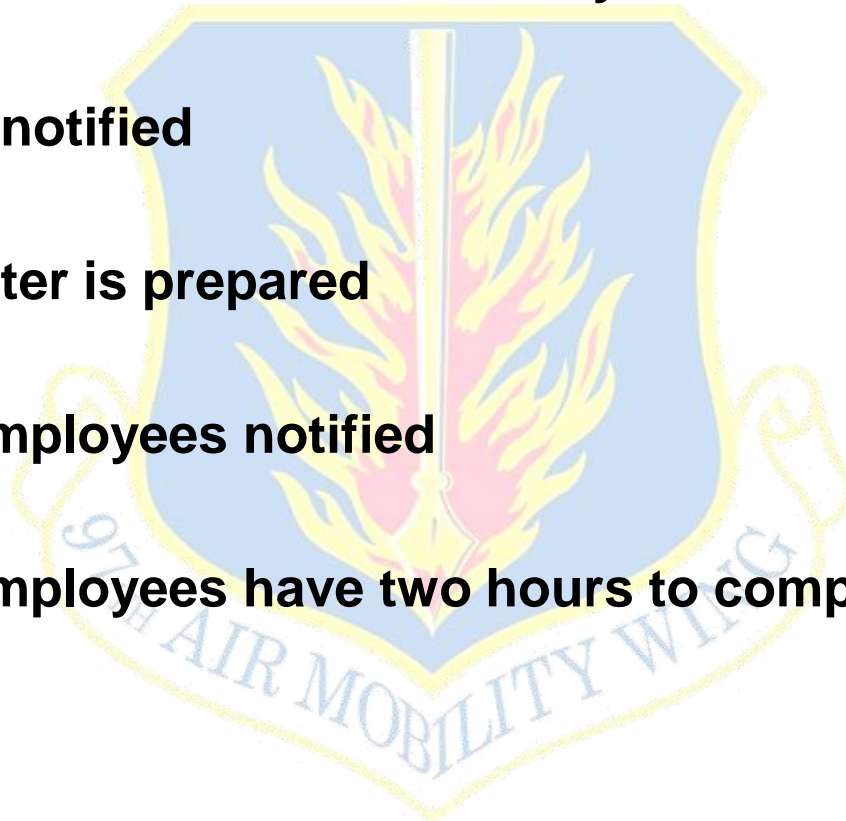 notified
ter is prepared
mployees notified
mployees have two hours to comp
97TH AIR MOBILITY WING